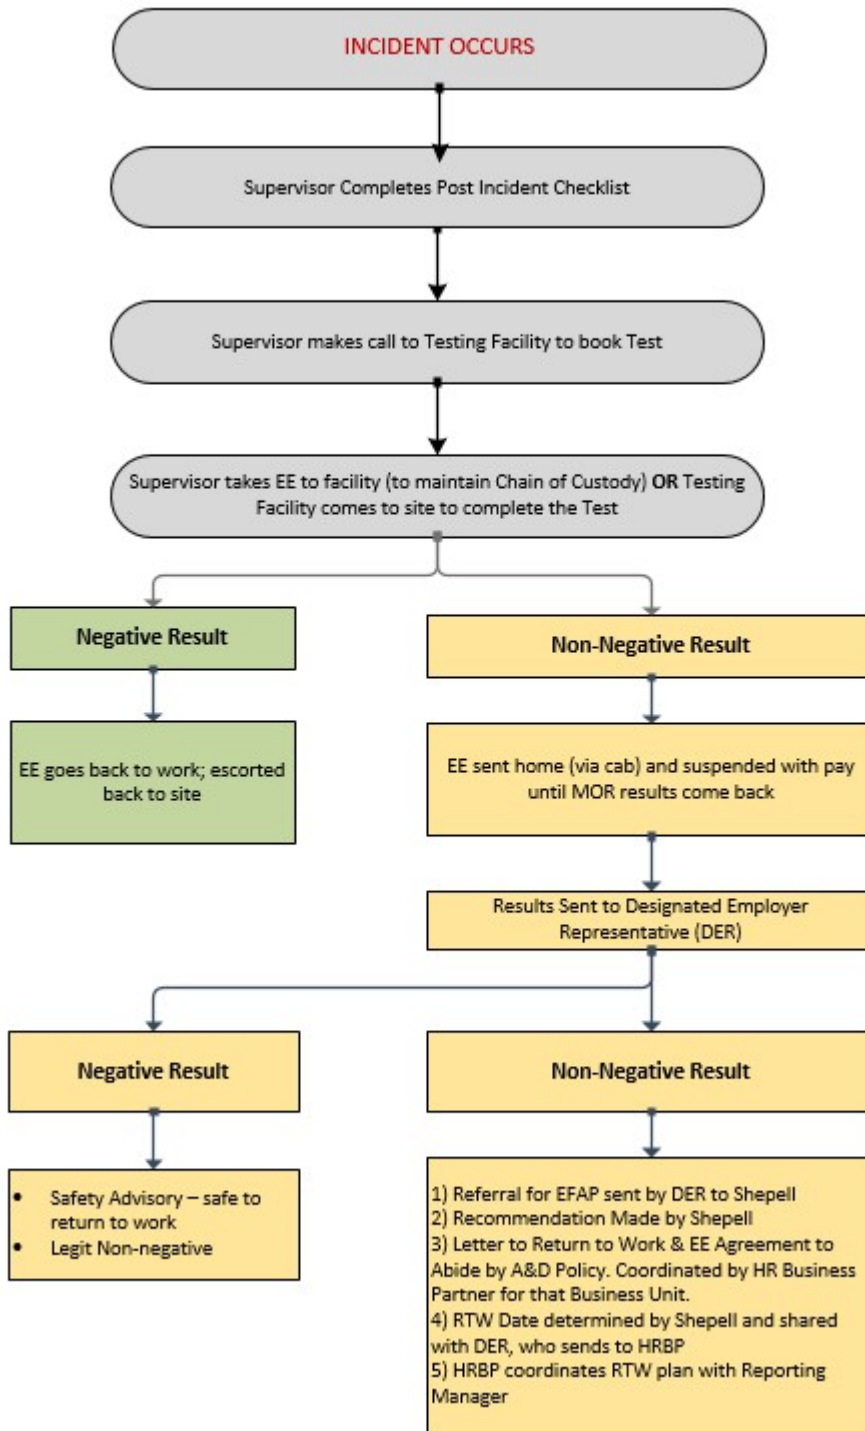 INCIDENT OCCURS
Supervisor Completes Post Incident Checklist
Supervisor makes call to Testing Facility to book Test
Supervisor takes EE to facility (to maintain Chain of Custody) OR Testing
Facility comes to site to complete the Test
Negative Result
Non-Negative Result
EE goes back to work; escorted
back to site
EE sent home (via cab) and suspended with pay
until MOR results come back
Results Sent to Designated Employer
Representative (DER)
Negative Result
Non-Negative Result
• Safety Advisory – safe to
return to work
• Legit Non-negative
1) Referral for EFAP sent by DER to Shepell
2) Recommendation Made by Shepell
3) Letter to Return to Work & EE Agreement to
Abide by A&D Policy. Coordinated by HR Business
Partner for that Business Unit.
4) RTW Date determined by Shepell and shared
with DER, who sends to HRBP
5) HRBP coordinates RTW plan with Reporting
Manager